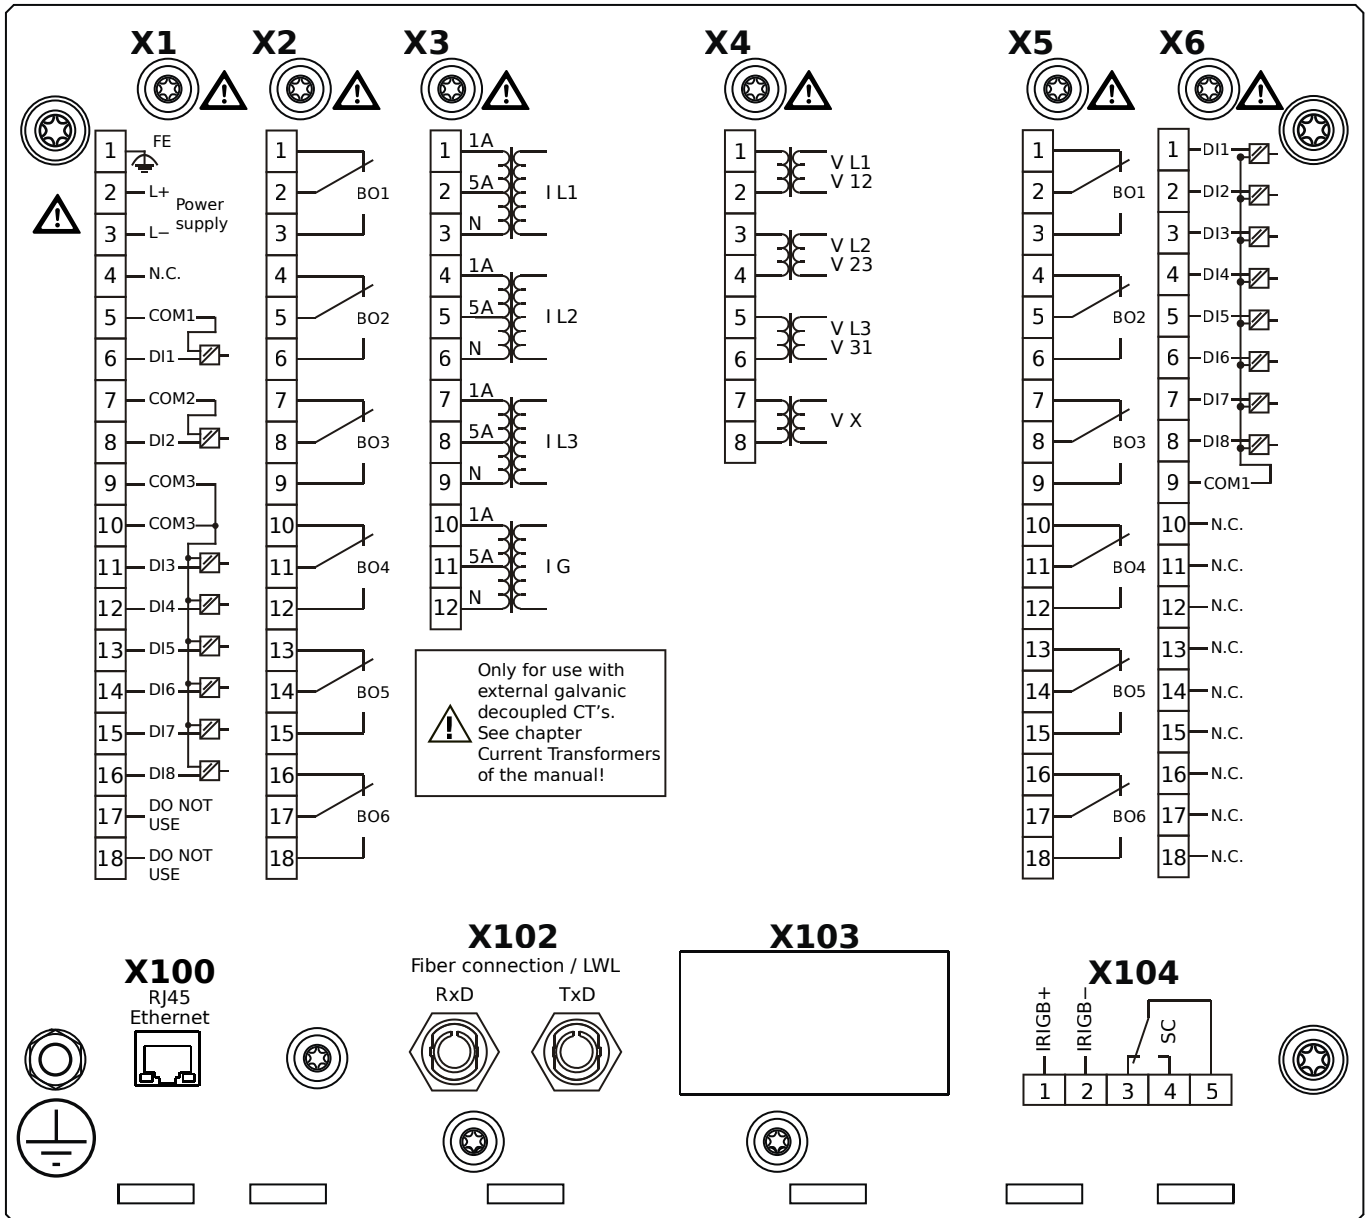 X1 X2 X3 X4 X5 X6
1 FE
2 L+
Power
supply
3 L−
4 N.C.
5 COM1
6 DI1
7 COM2
8 DI2
9 COM3
10 COM3
11 DI3
12 DI4
13 DI5
14 DI6
15 DI7
16 DI8
17 DO NOT
USE
18 DO NOT
USE
1
2 BO1
3
4
5 BO2
6
7
8 BO3
9
10
11 BO4
12
13
14 BO5
15
16
17 BO6
18
1 1A
2 5A I L1
3 N
4 1A
5 5A I L2
6 N
7 1A
8 5A I L3
9 N
10 1A
11 5A I G
12 N
Only for use with
external galvanic
decoupled CT's.
See chapter
Current Transformers
of the manual!
1 V L1
2 V 12
3 V L2
4 V 23
5 V L3
6 V 31
7 V X
8
1
2 BO1
3
4
5 BO2
6
7
8 BO3
9
10
11 BO4
12
13
14 BO5
15
16
17 BO6
18
1 DI1
2 DI2
3 DI3
4 DI4
5 DI5
6 DI6
7 DI7
8 DI8
9 COM1
10 N.C.
11 N.C.
12 N.C.
13 N.C.
14 N.C.
15 N.C.
16 N.C.
17 N.C.
18 N.C.
X100
RJ45
Ethernet
X102
Fiber connection / LWL
RxD TxD
X103
X104
IRIGB+
IRIGB−
SC
1 2 3 4 5